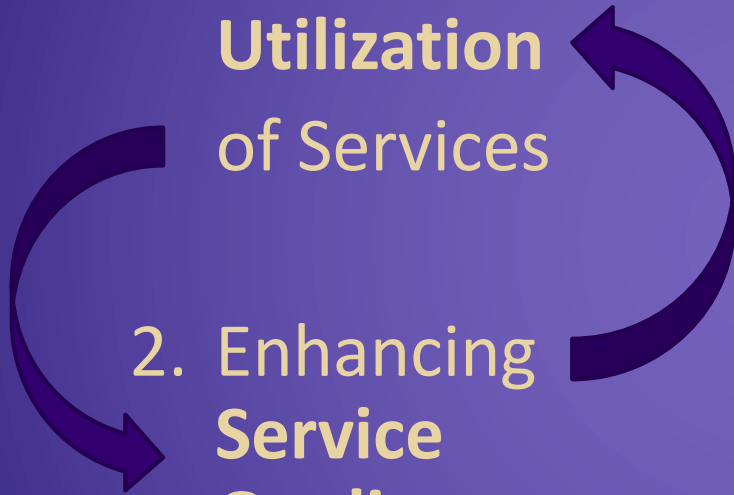 Utilization
of Services
2. Enhancing
Service